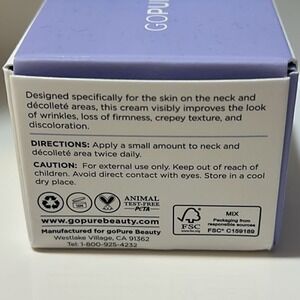 GOPURE
Designed specifically for the skin on the neck and
décolleté areas, this cream visibly improves the look
of wrinkles, loss of firmness, crepey texture, and
discoloration.
DIRECTIONS: Apply a small amount to neck and
décolleté area twice daily.
CAUTION: For external use only. Keep out of reach of
children. Avoid direct contact with eyes. Store in a cool
dry place.
ANIMAL
TEST-FREE
PETA
www.gopurebeauty.com
Manufactured for goPure Beauty
Westlake Village, CA 91362
Tel: 1-800-925-4232
FSC
www.fsc.org
MIX
Packaging from
responsible sources
FSC® C159169